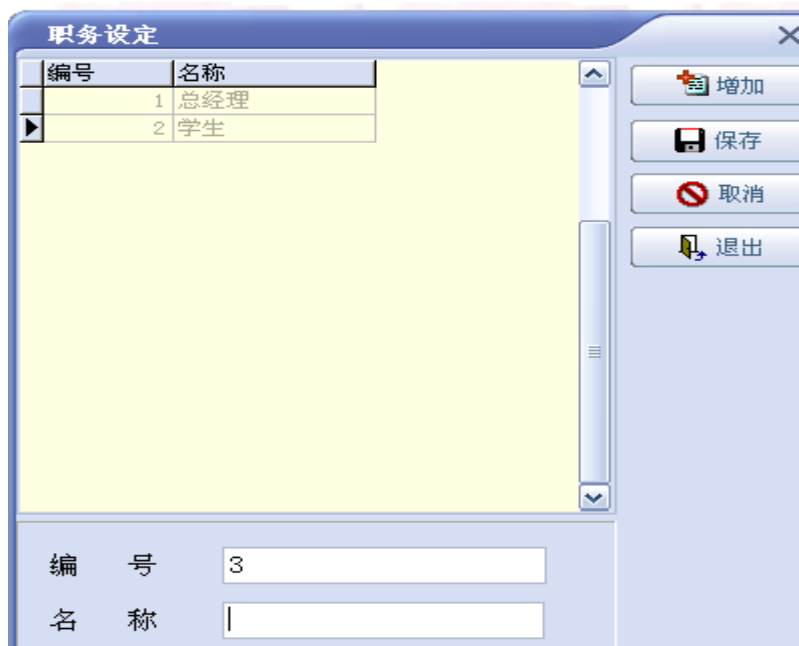 职务设定
编号 名称
1 总经理
2 学生
增加
保存
取消
退出
编 号 3
名 称